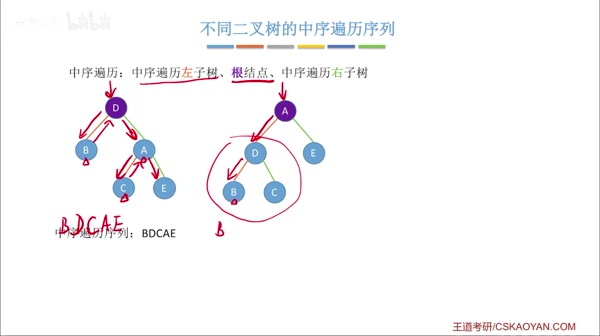 bilibili
不同二叉树的中序遍历序列
中序遍历：中序遍历左子树、根结点、中序遍历右子树
D
A
B
A
D
E
C
E
B
C
BDCAE
B
中序遍历序列：BDCAE
王道考研/CSKAOYAN.COM